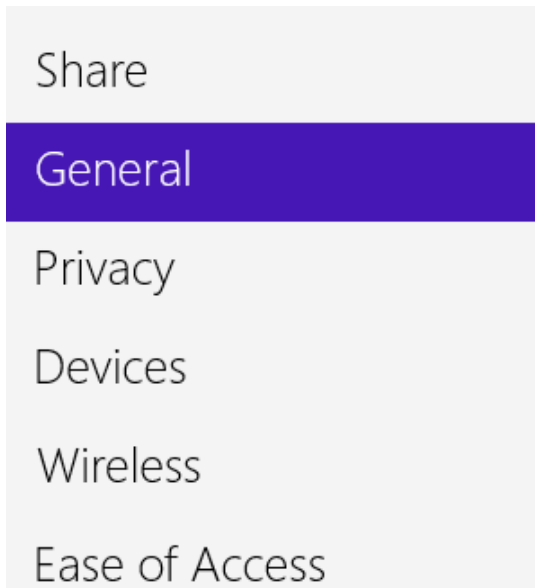 Share
General
Privacy
Devices
Wireless
Ease of Access